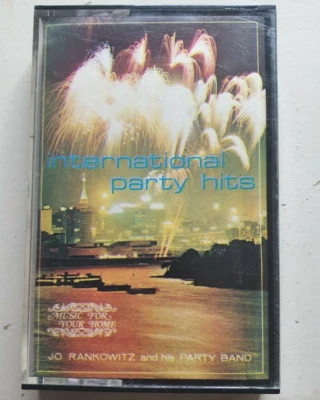 international
party hits
MUSIC FOR
YOUR HOME
JO RANKOWITZ and his PARTY BAND